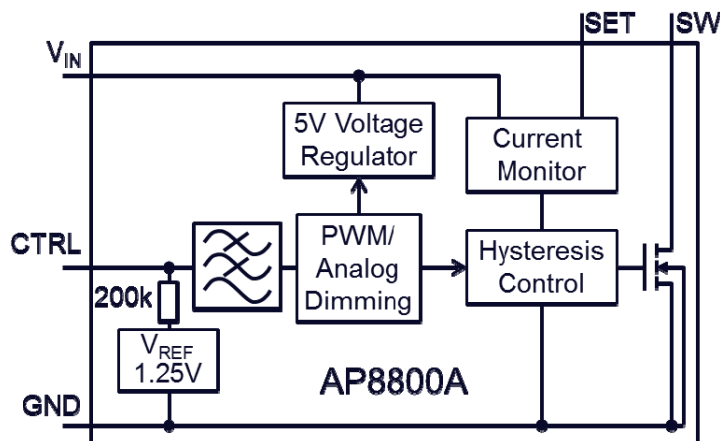 SET
SW
VIN
5V Voltage
Regulator
Current
Monitor
CTRL
200k
PWM/
Analog
Dimming
Hysteresis
Control
VREF
1.25V
AP8800A
GND